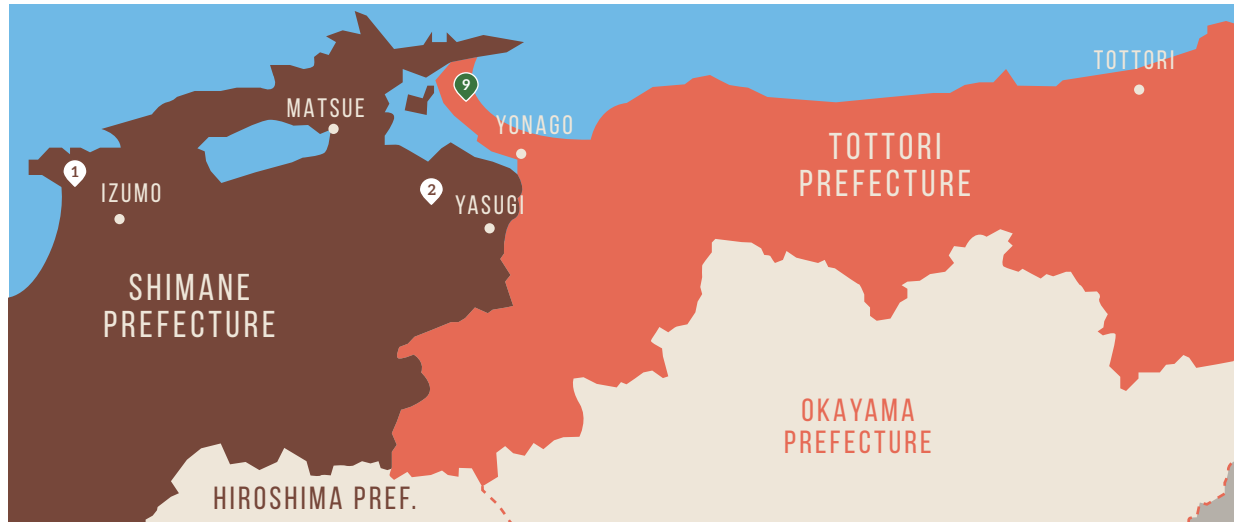 TOTTORI
9
MATSUE
YONAGO
TOTTORI
PREFECTURE
1
IZUMO
2
YASUGI
SHIMANE
PREFECTURE
OKAYAMA
PREFECTURE
HIROSHIMA PREF.